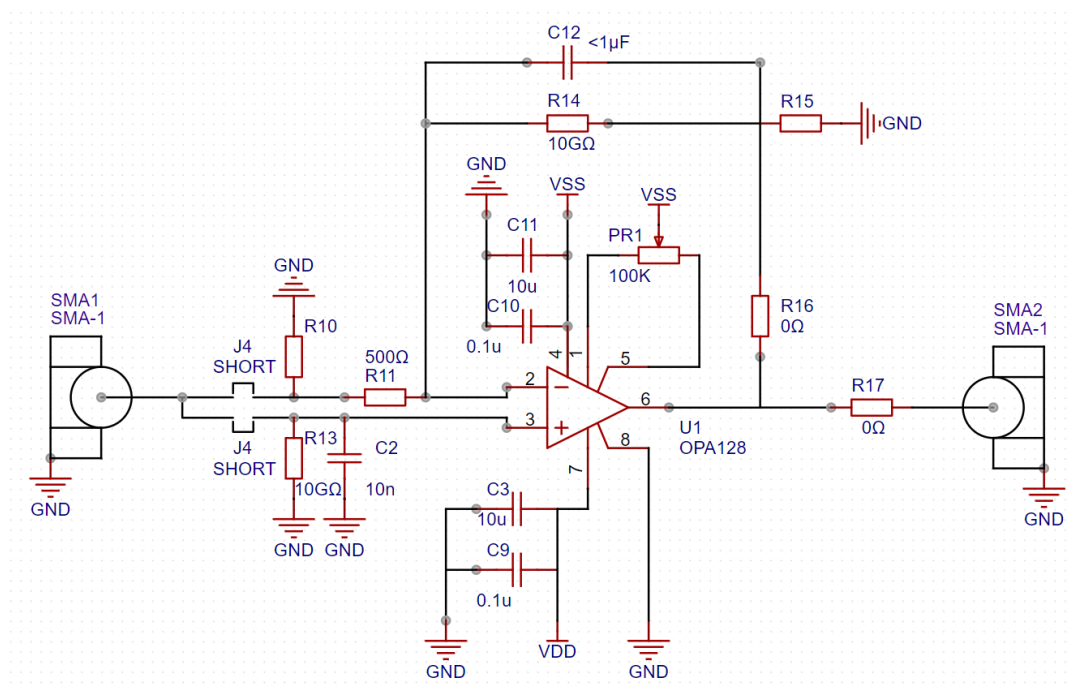 C12
<1μF
R14
10GΩ
R15
GND
GND
VSS
VSS
C11
10u
PR1
100K
C10
0.1u
GND
R10
SMA1
SMA-1
J4
SHORT
500Ω
R11
4
1
5
2
3
6
7
8
U1
OPA128
R16
0Ω
R17
0Ω
SMA2
SMA-1
J4
SHORT
R13
10GΩ
C2
10n
GND
GND
GND
C3
10u
C9
0.1u
GND
VDD
GND
GND